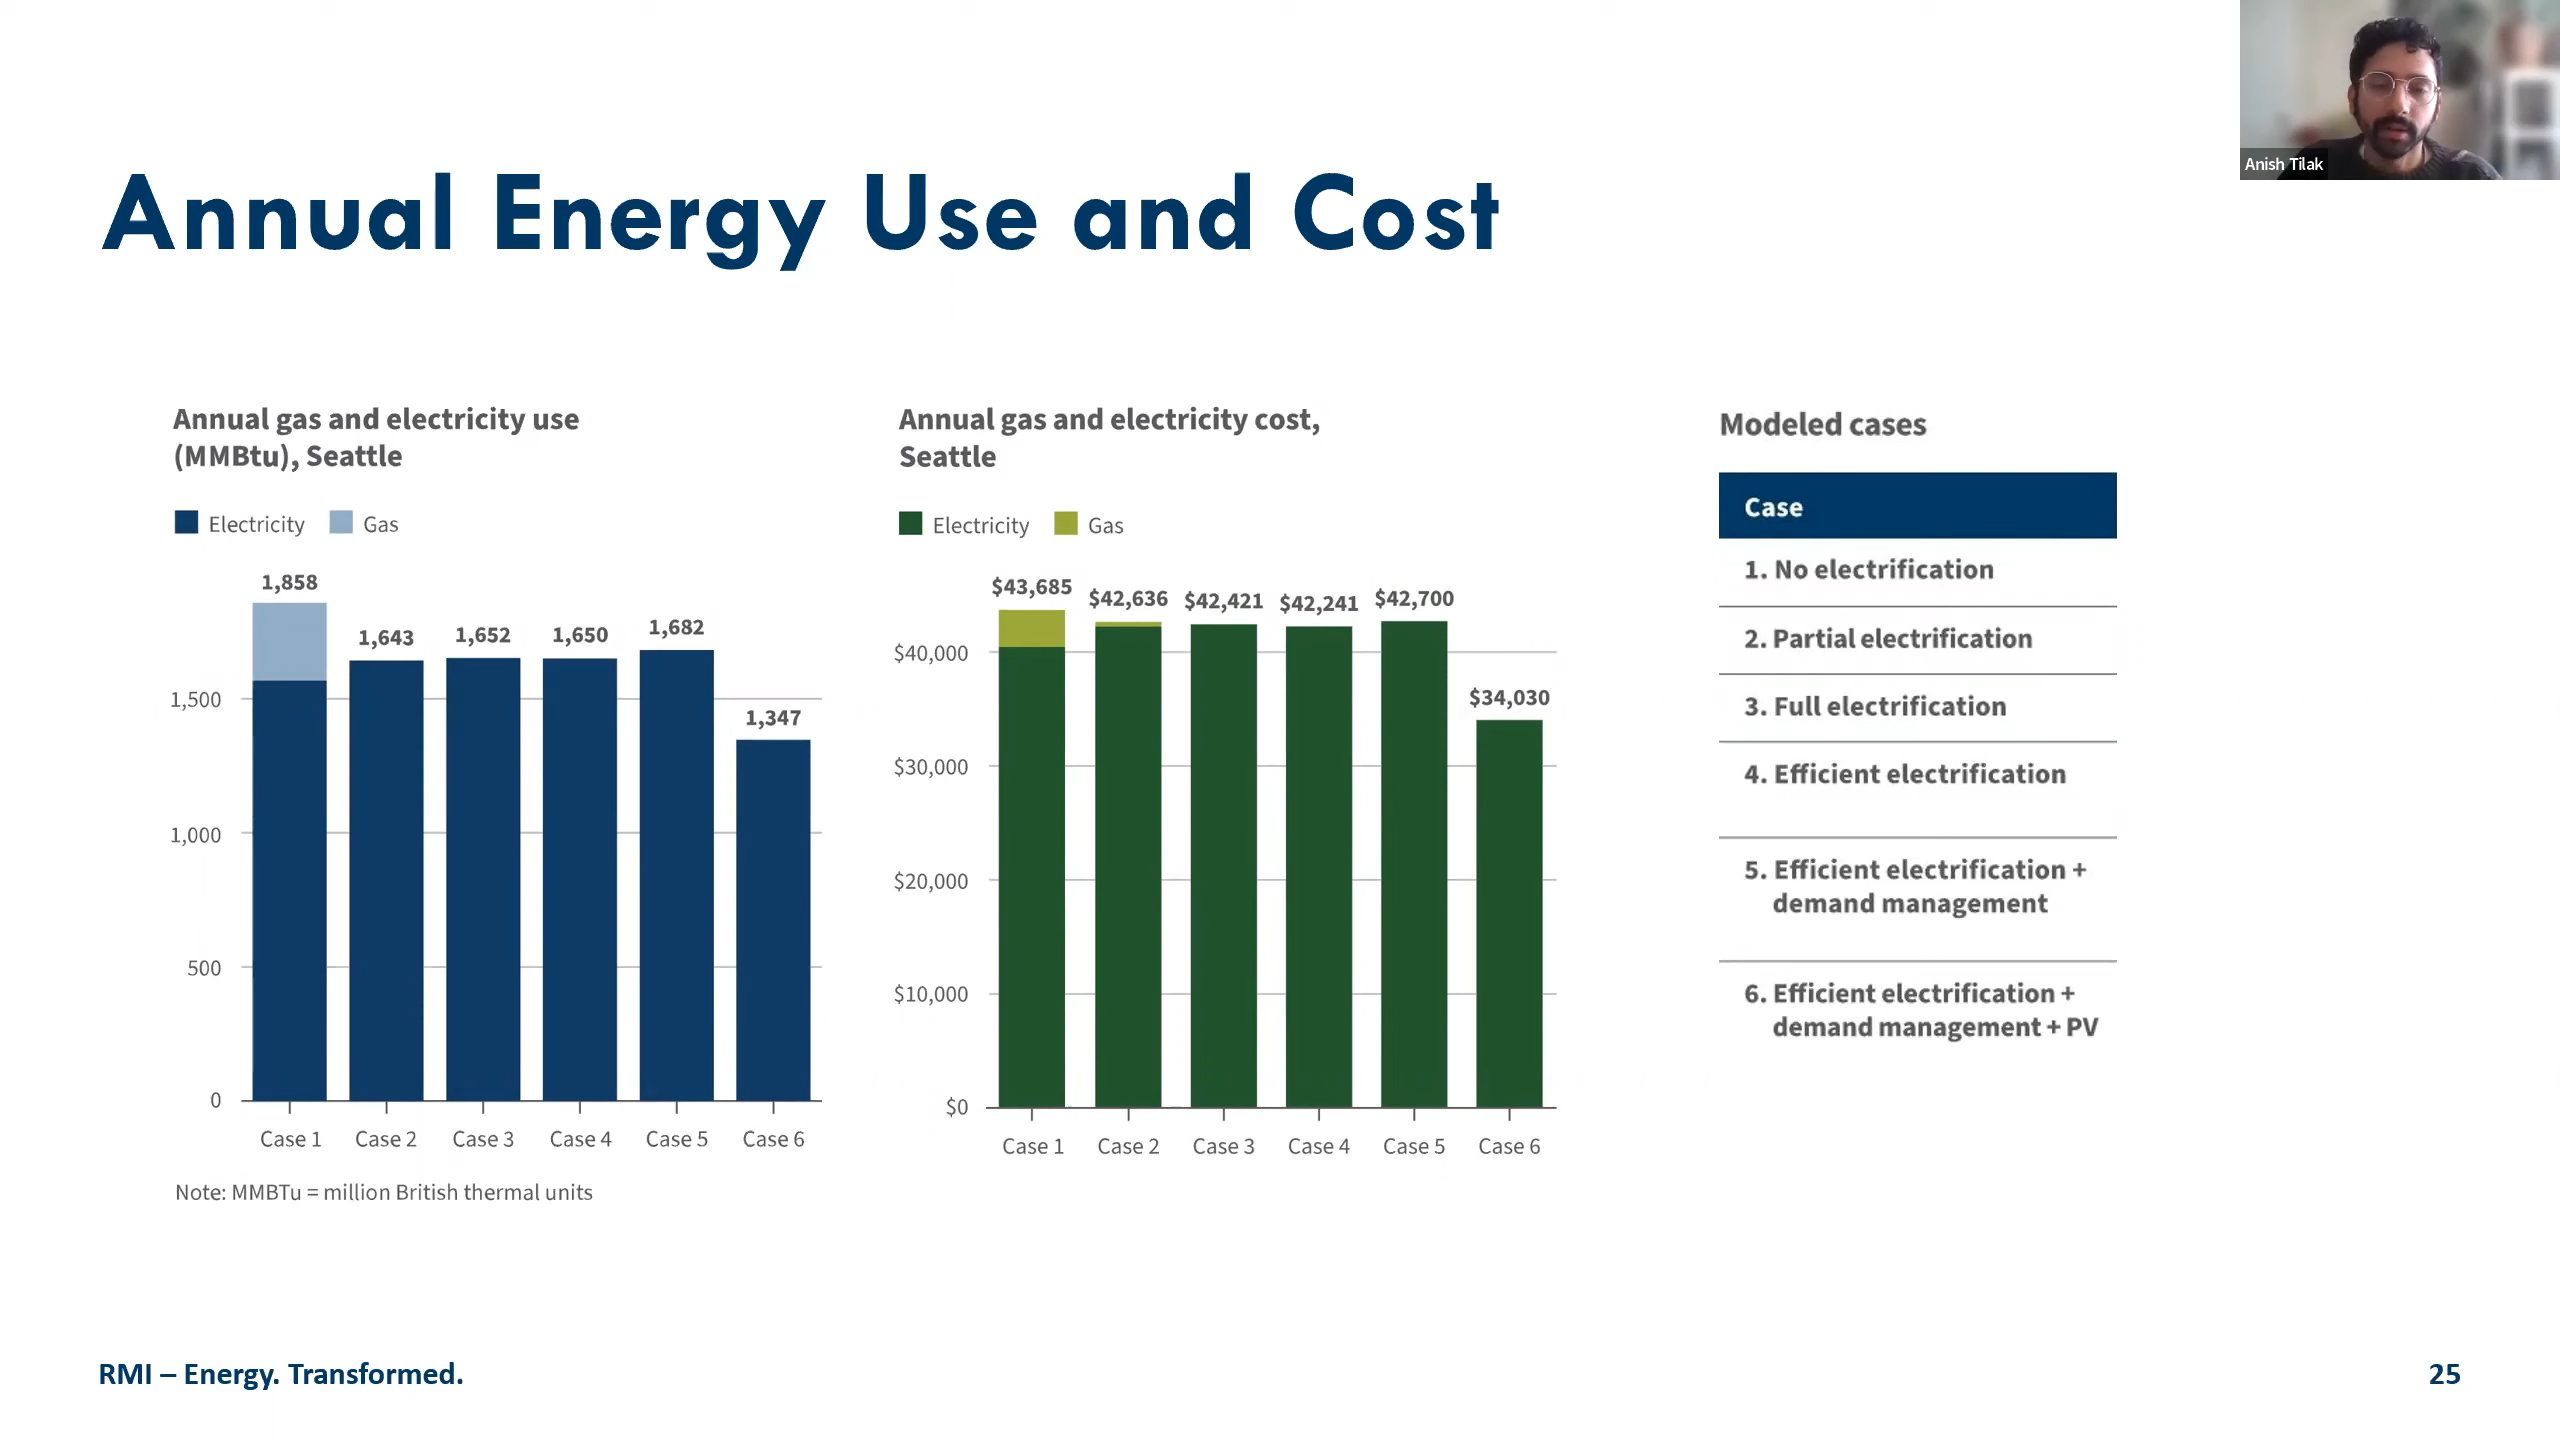 Anish Tilak
Annual Energy Use and Cost
Annual gas and electricity use
(MMBtu), Seattle
Electricity Gas
1,858
1,643
1,652
1,650
1,682
1,347
1,500
1,000
500
0
Case 1 Case 2 Case 3 Case 4 Case 5 Case 6
Note: MMBTu = million British thermal units
Annual gas and electricity cost,
Seattle
Electricity Gas
$43,685
$42,636
$42,421
$42,241
$42,700
$34,030
$40,000
$30,000
$20,000
$10,000
$0
Case 1 Case 2 Case 3 Case 4 Case 5 Case 6
Modeled cases
Case
1. No electrification
2. Partial electrification
3. Full electrification
4. Efficient electrification
5. Efficient electrification +
demand management
6. Efficient electrification +
demand management + PV
RMI – Energy. Transformed.
25